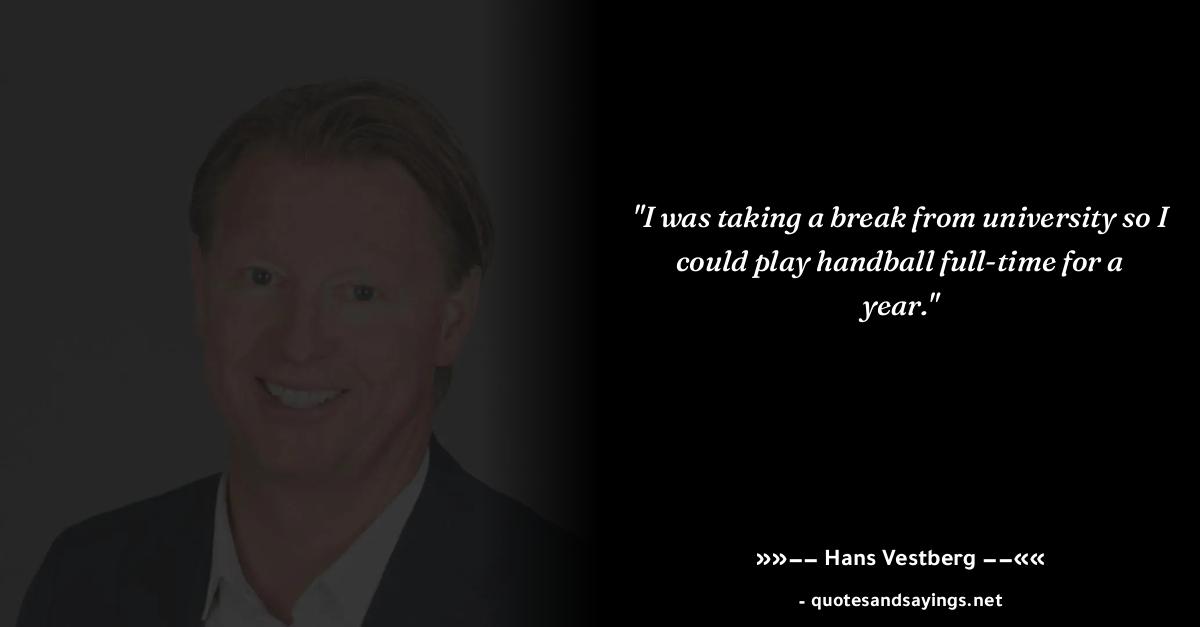 "I was taking a break from university so I
could play handball full-time for a
year."
»»−− Hans Vestberg −−««
- quotesandsayings.net